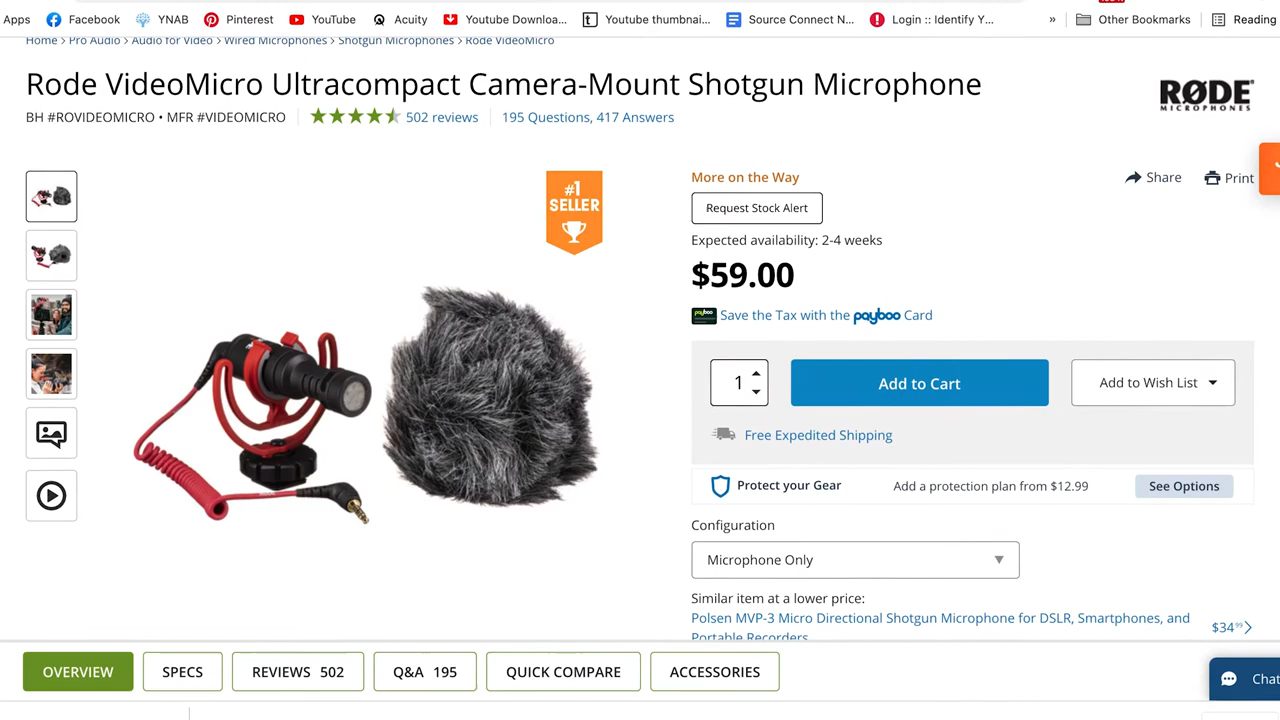 Apps Facebook YNAB Pinterest YouTube Acuity Youtube Downloa... Youtube thumbnai... Source Connect N... Login :: Identify Y... » Other Bookmarks Reading
Home > Pro Audio > Audio for Video > Wired Microphones > Shotgun Microphones > Rode VideoMicro
Rode VideoMicro Ultracompact Camera-Mount Shotgun Microphone
RØDE
MICROPHONES
BH #ROVIDEOMICRO • MFR #VIDEOMICRO 502 reviews 195 Questions, 417 Answers
#1
SELLER
More on the Way
Share Print
Request Stock Alert
Expected availability: 2-4 weeks
$59.00
payboo Save the Tax with the payboo Card
1 Add to Cart Add to Wish List
Free Expedited Shipping
Protect your Gear Add a protection plan from $12.99 See Options
Configuration
Microphone Only
Similar item at a lower price:
Polsen MVP-3 Micro Directional Shotgun Microphone for DSLR, Smartphones, and
Portable Recorders
$34.99
OVERVIEW SPECS REVIEWS 502 Q&A 195 QUICK COMPARE ACCESSORIES
Chat